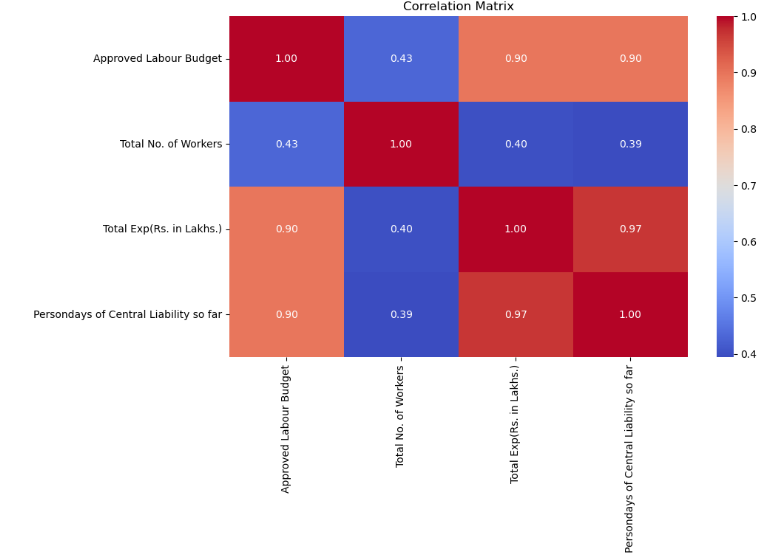 Correlation Matrix
Approved Labour Budget
1.00 0.43 0.90 0.90
Total No. of Workers
0.43 1.00 0.40 0.39
Total Exp(Rs. in Lakhs.)
0.90 0.40 1.00 0.97
Persondays of Central Liability so far
0.90 0.39 0.97 1.00
Approved Labour Budget
Total No. of Workers
Total Exp(Rs. in Lakhs.)
Persondays of Central Liability so far
1.0
0.9
0.8
0.7
0.6
0.5
0.4